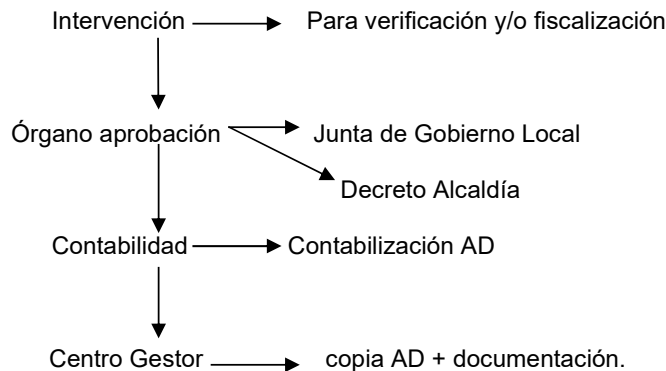 Intervención Para verificación y/o fiscalización
Órgano aprobación Junta de Gobierno Local
Decreto Alcaldía
Contabilidad Contabilización AD
Centro Gestor copia AD + documentación.